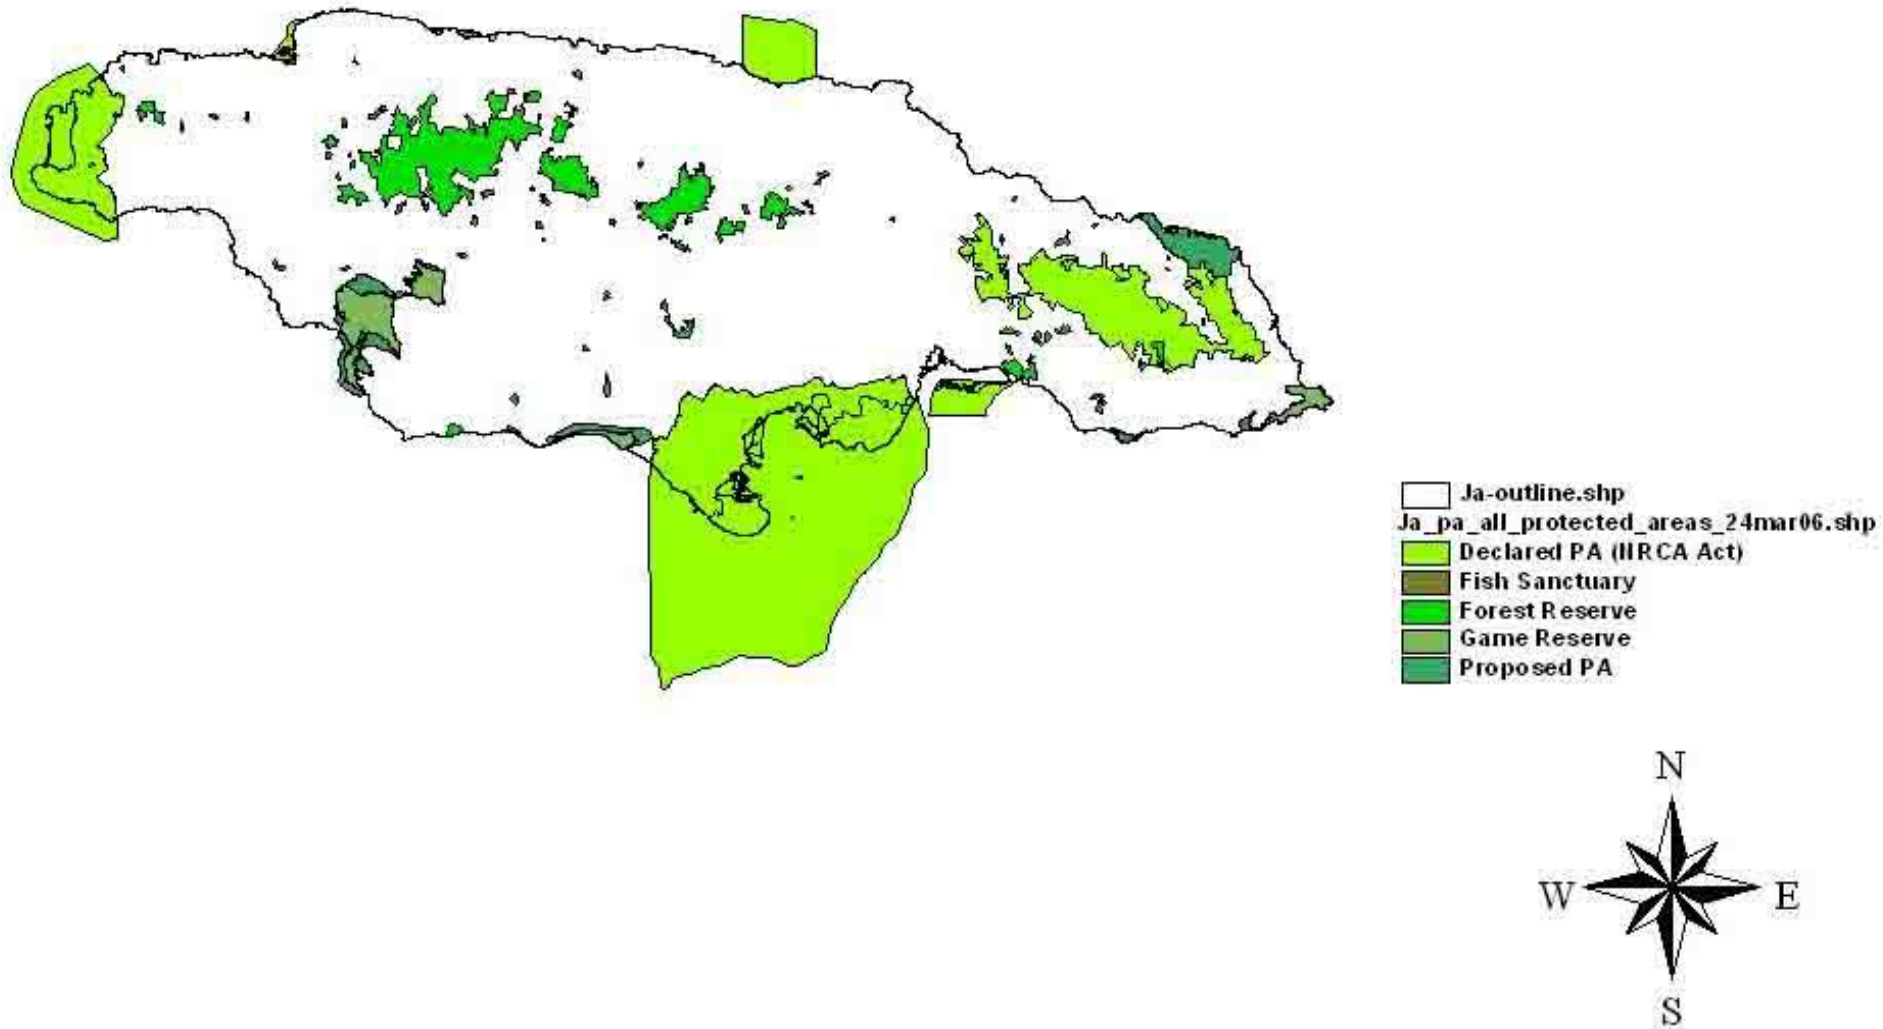 Ja-outline.shp
Ja_pa_all_protected_areas_24mar06.shp
Declared PA (NRCA Act)
Fish Sanctuary
Forest Reserve
Game Reserve
Proposed PA
N
W E
S